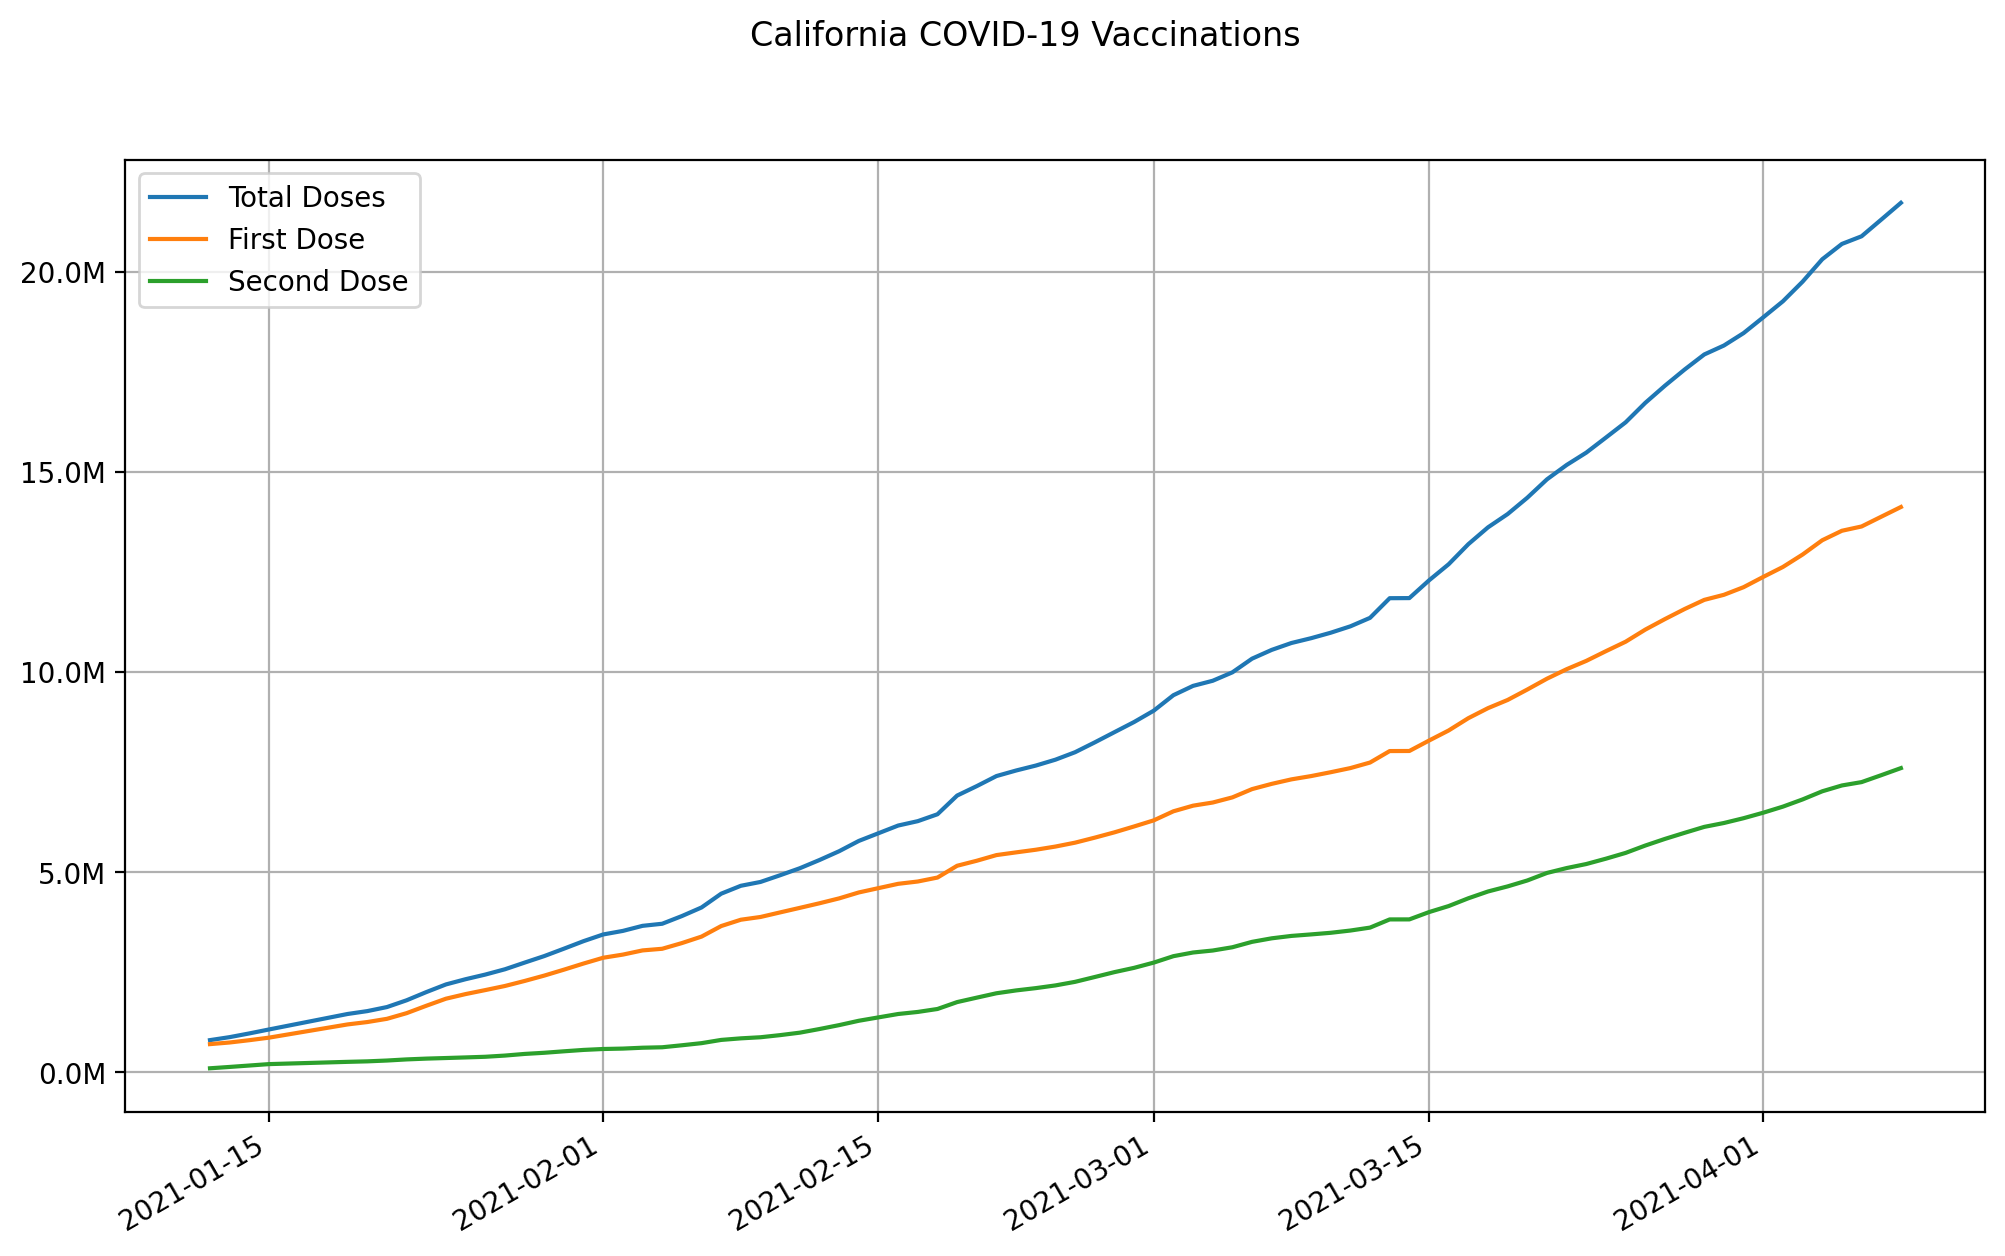 California COVID-19 Vaccinations
Total Doses
First Dose
Second Dose
20.0M
15.0M
10.0M
5.0M
0.0M
2021-01-15
2021-02-01
2021-02-15
2021-03-01
2021-03-15
2021-04-01